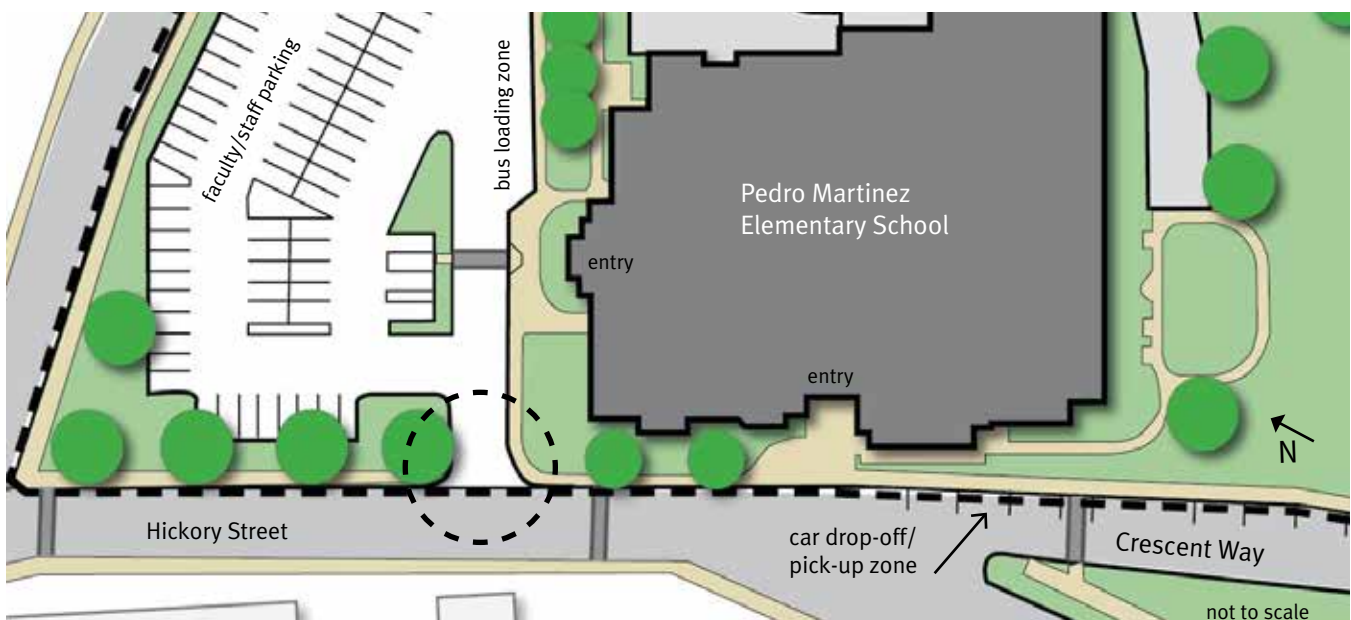 faculty/staff parking
bus loading zone
Pedro Martinez
Elementary School
entry
entry
N
Hickory Street
car drop-off/
pick-up zone
Crescent Way
not to scale